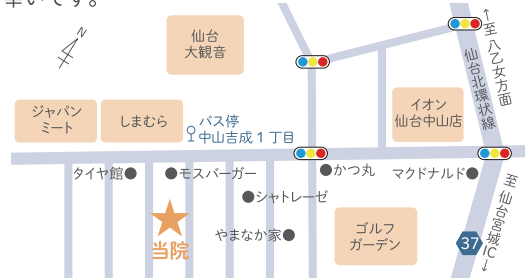 幸いです。
N
仙台
大観音
←至 八乙女方面
仙台北環状線
ジャパン
ミート
しまむら
バス停
中山吉成１丁目
イオン
仙台中山店
タイヤ館
モスバーガー
かつ丸
マクドナルド
シャトレーゼ
当院
やまなか家
ゴルフ
ガーデン
37
至 仙台宮城IC→